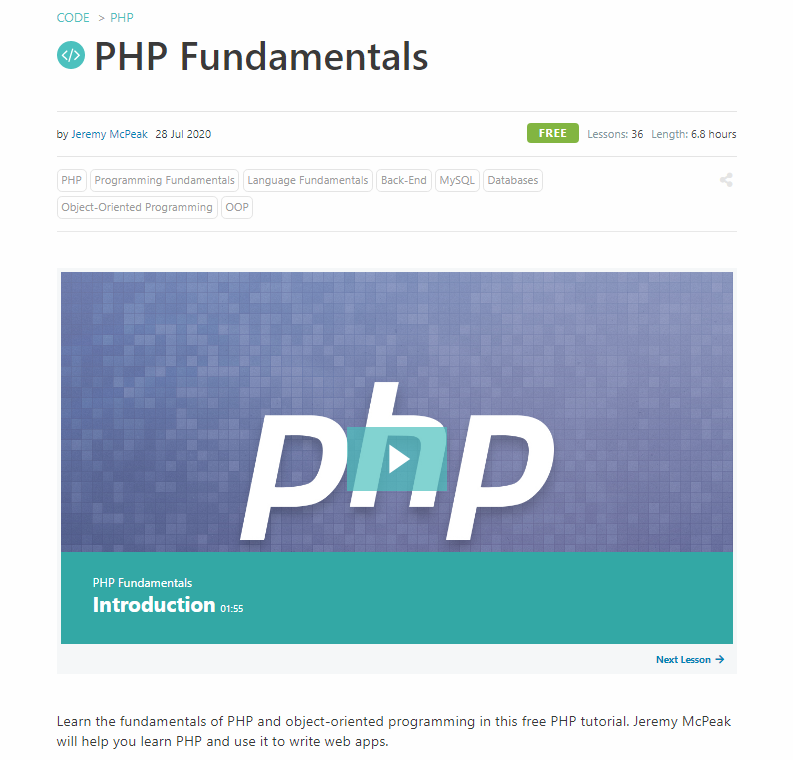 CODE > PHP
</> PHP Fundamentals
by Jeremy McPeak 28 Jul 2020 FREE Lessons: 36 Length: 6.8 hours
PHP Programming Fundamentals Language Fundamentals Back-End MySQL Databases
Object-Oriented Programming OOP
php
PHP Fundamentals
Introduction 01:55
Next Lesson →
Learn the fundamentals of PHP and object-oriented programming in this free PHP tutorial. Jeremy McPeak
will help you learn PHP and use it to write web apps.